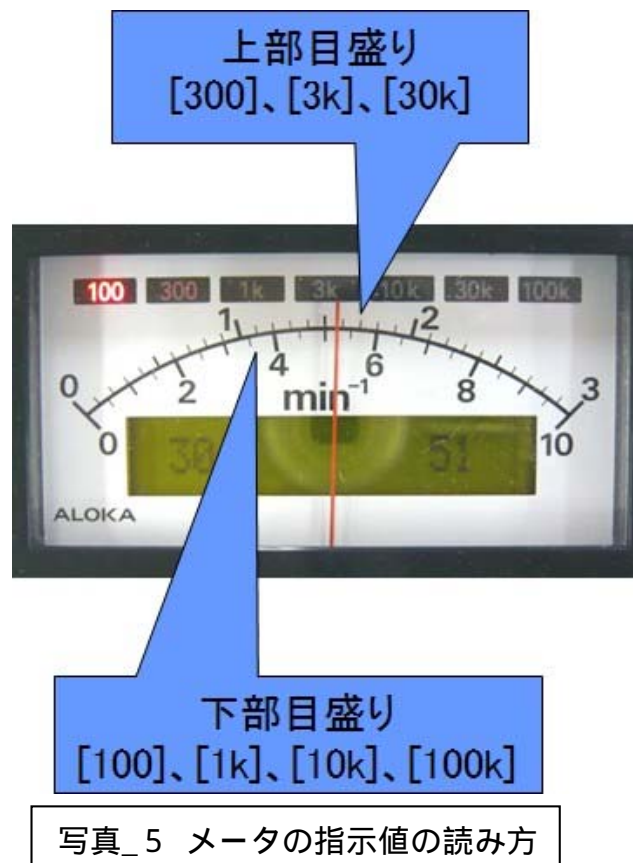 上部目盛り
[300]、[3k]、[30k]
100 300 1k 3k 10k 30k 100k
1 2
0 2 4 6 8 3
min⁻¹
0 30 51 10
ALOKA
下部目盛り
[100]、[1k]、[10k]、[100k]
写真_５ メータの指示値の読み方